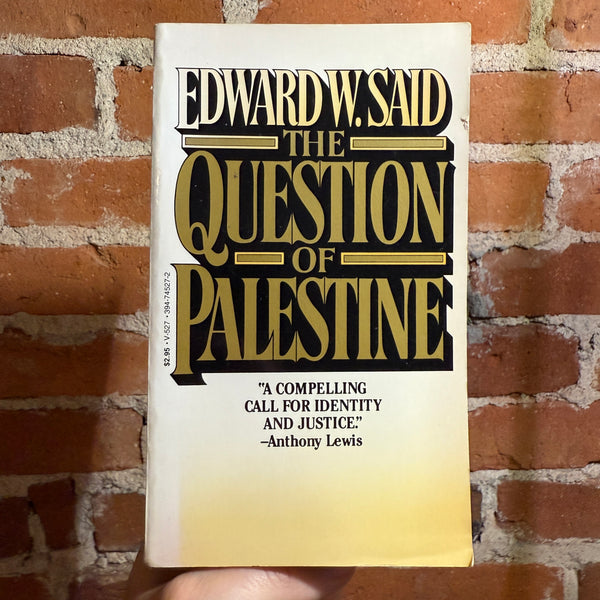 EDWARD W. SAID
THE
QUESTION
OF
PALESTINE
"A COMPELLING
CALL FOR IDENTITY
AND JUSTICE."
–Anthony Lewis
$2.95 • V-527 • 394-74527-2